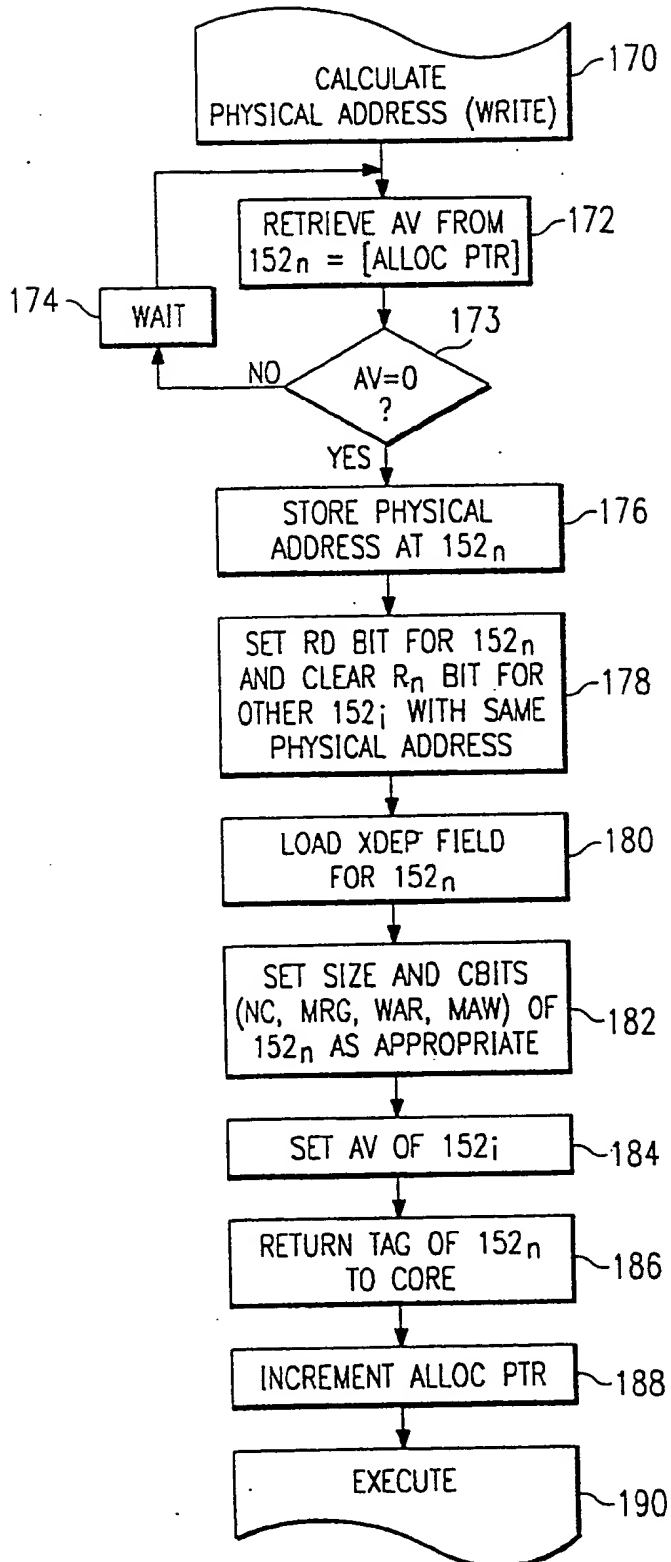 CALCULATE
PHYSICAL ADDRESS (WRITE)
170
RETRIEVE AV FROM
152n = [ALLOC PTR]
172
174
WAIT
173
NO
AV=0
?
YES
STORE PHYSICAL
ADDRESS AT 152n
176
SET RD BIT FOR 152n
AND CLEAR Rn BIT FOR
OTHER 152i WITH SAME
PHYSICAL ADDRESS
178
LOAD XDEP FIELD
FOR 152n
180
SET SIZE AND CBITS
(NC, MRG, WAR, MAW) OF
152n AS APPROPRIATE
182
SET AV OF 152i
184
RETURN TAG OF 152n
TO CORE
186
INCREMENT ALLOC PTR
188
EXECUTE
190